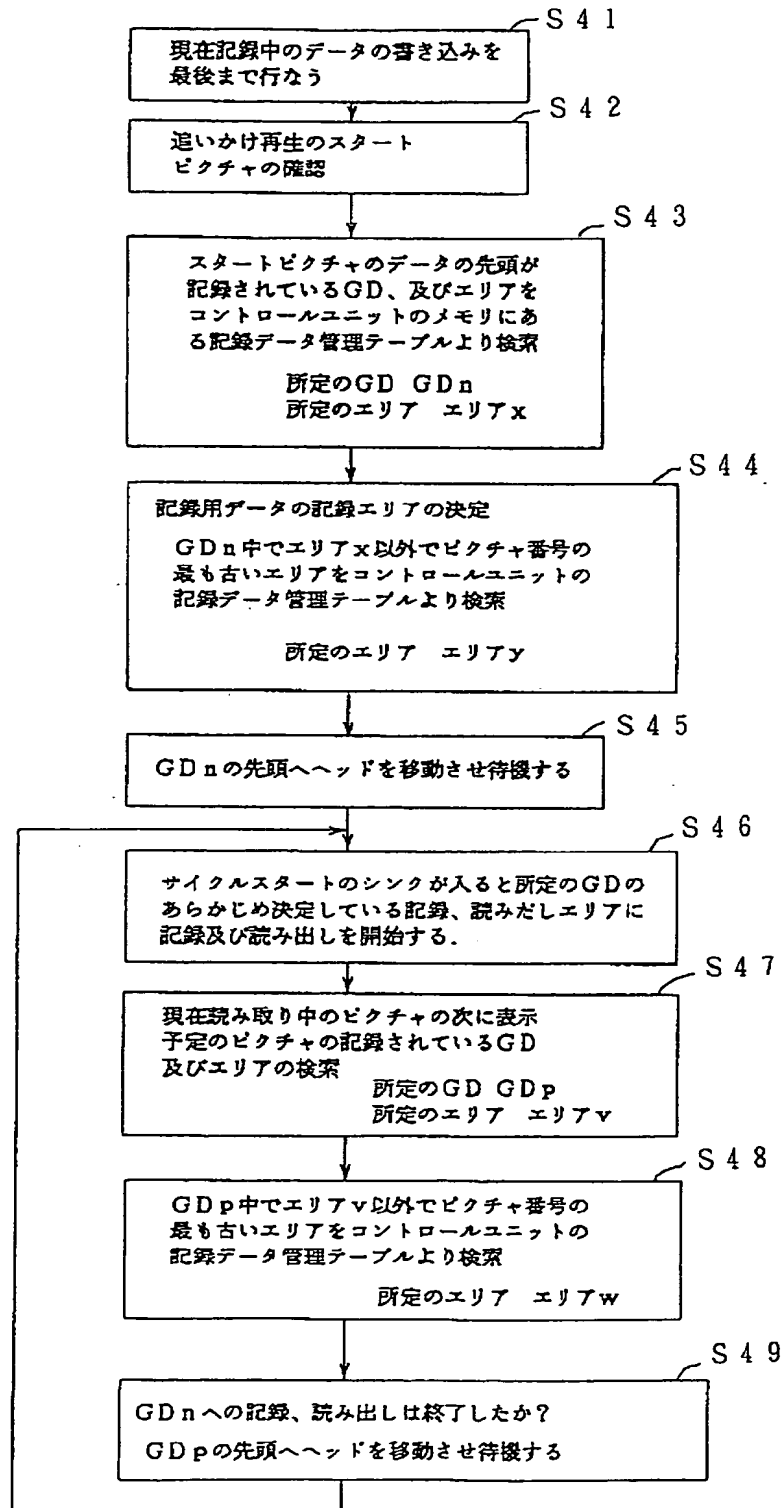 S41
現在記録中のデータの書き込みを
最後まで行なう
S42
追いかけ再生のスタート
ピクチャの確認
S43
スタートピクチャのデータの先頭が
記録されているGD、及びエリアを
コントロールユニットのメモリにあ
る記録データ管理テーブルより検索
所定のGD GDn
所定のエリア エリアx
S44
記録用データの記録エリアの決定
GDn中でエリアx以外でピクチャ番号の
最も古いエリアをコントロールユニットの
記録データ管理テーブルより検索
所定のエリア エリアy
S45
GDnの先頭へヘッドを移動させ待機する
S46
サイクルスタートのシンクが入ると所定のGDの
あらかじめ決定している記録、読みだしエリアに
記録及び読み出しを開始する.
S47
現在読み取り中のピクチャの次に表示
予定のピクチャの記録されているGD
及びエリアの検索
所定のGD GDp
所定のエリア エリアv
S48
GDp中でエリアv以外でピクチャ番号の
最も古いエリアをコントロールユニットの
記録データ管理テーブルより検索
所定のエリア エリアw
S49
GDnへの記録、読み出しは終了したか?
GDpの先頭へヘッドを移動させ待機する